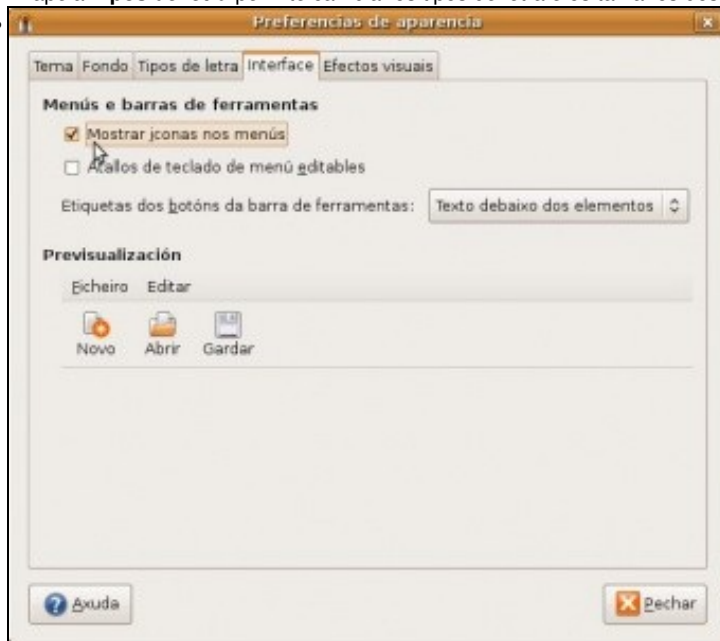 Preferencias de aparencia
Tema Fondo Tipos de letra Interface Efectos visuais
Menús e barras de ferramentas
Mostrar iconas nos menús
Atallos de teclado de menú editables
Etiquetas dos botóns da barra de ferramentas: Texto debaixo dos elementos
Previsualización
Ficheiro Editar
Novo Abrir Gardar
Axuda Pechar